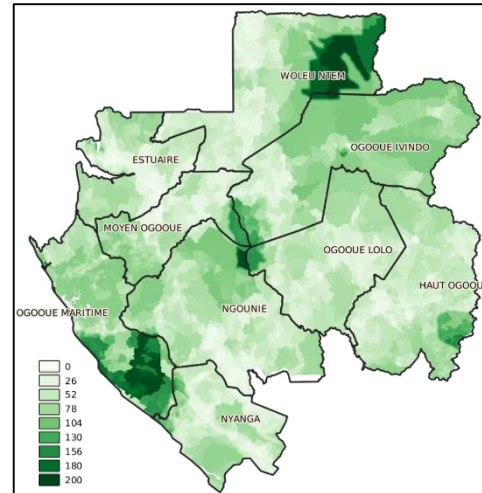 WOLEU NTEM
OGOOUE IVINDO
ESTUAIRE
MOYEN OGOOUE
OGOOUE LOLO
HAUT OGOOU
OGOOUE MARITIME
NGOUNIE
NYANGA
0
26
52
78
104
130
156
180
200